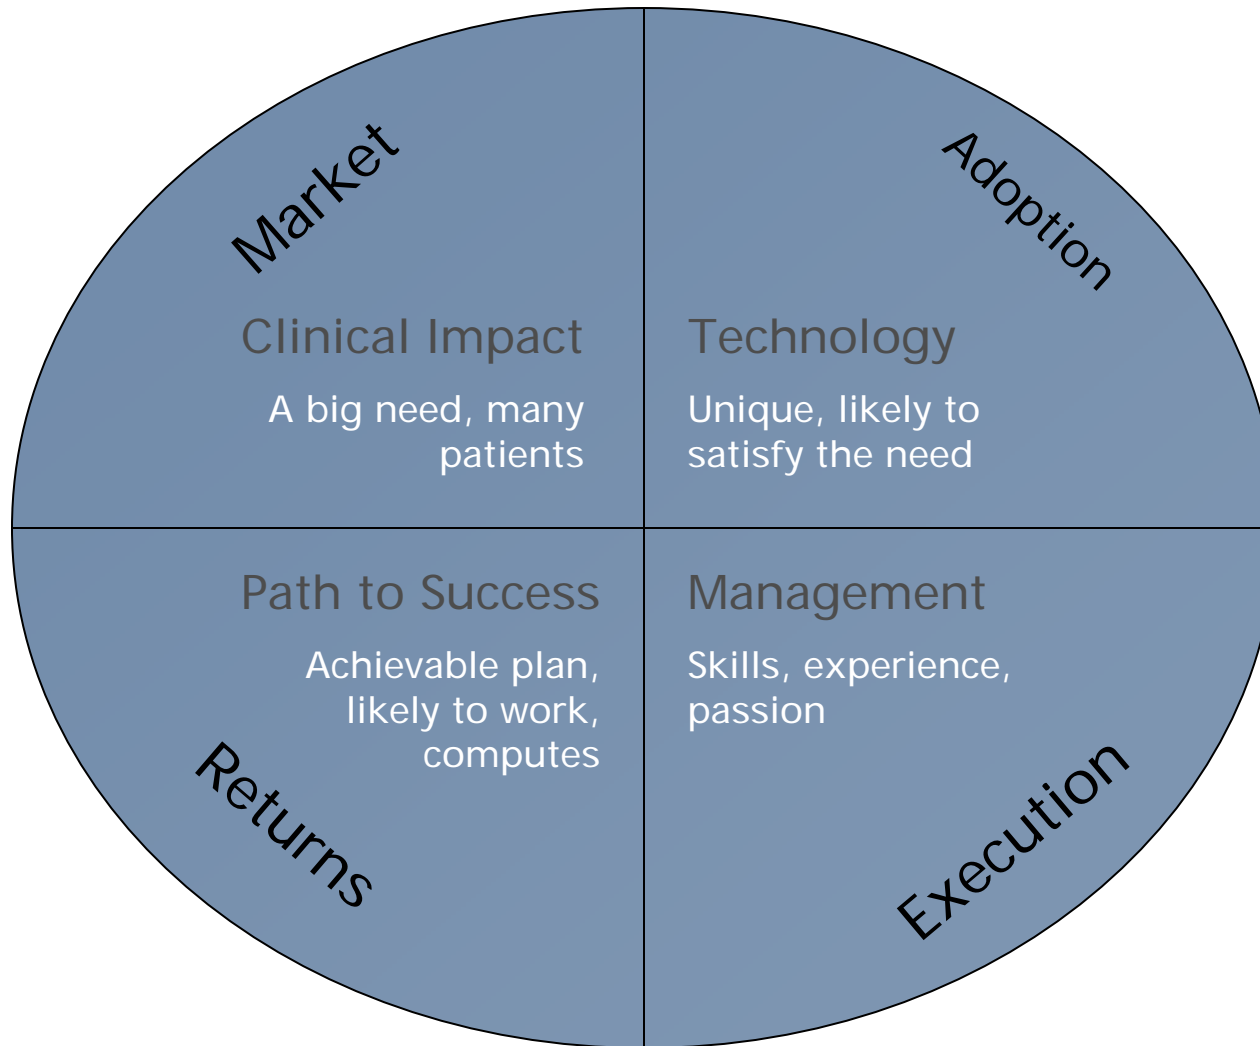 Market
Clinical Impact
A big need, many
patients
Adoption
Technology
Unique, likely to
satisfy the need
Path to Success
Achievable plan,
likely to work,
computes
Returns
Management
Skills, experience,
passion
Execution